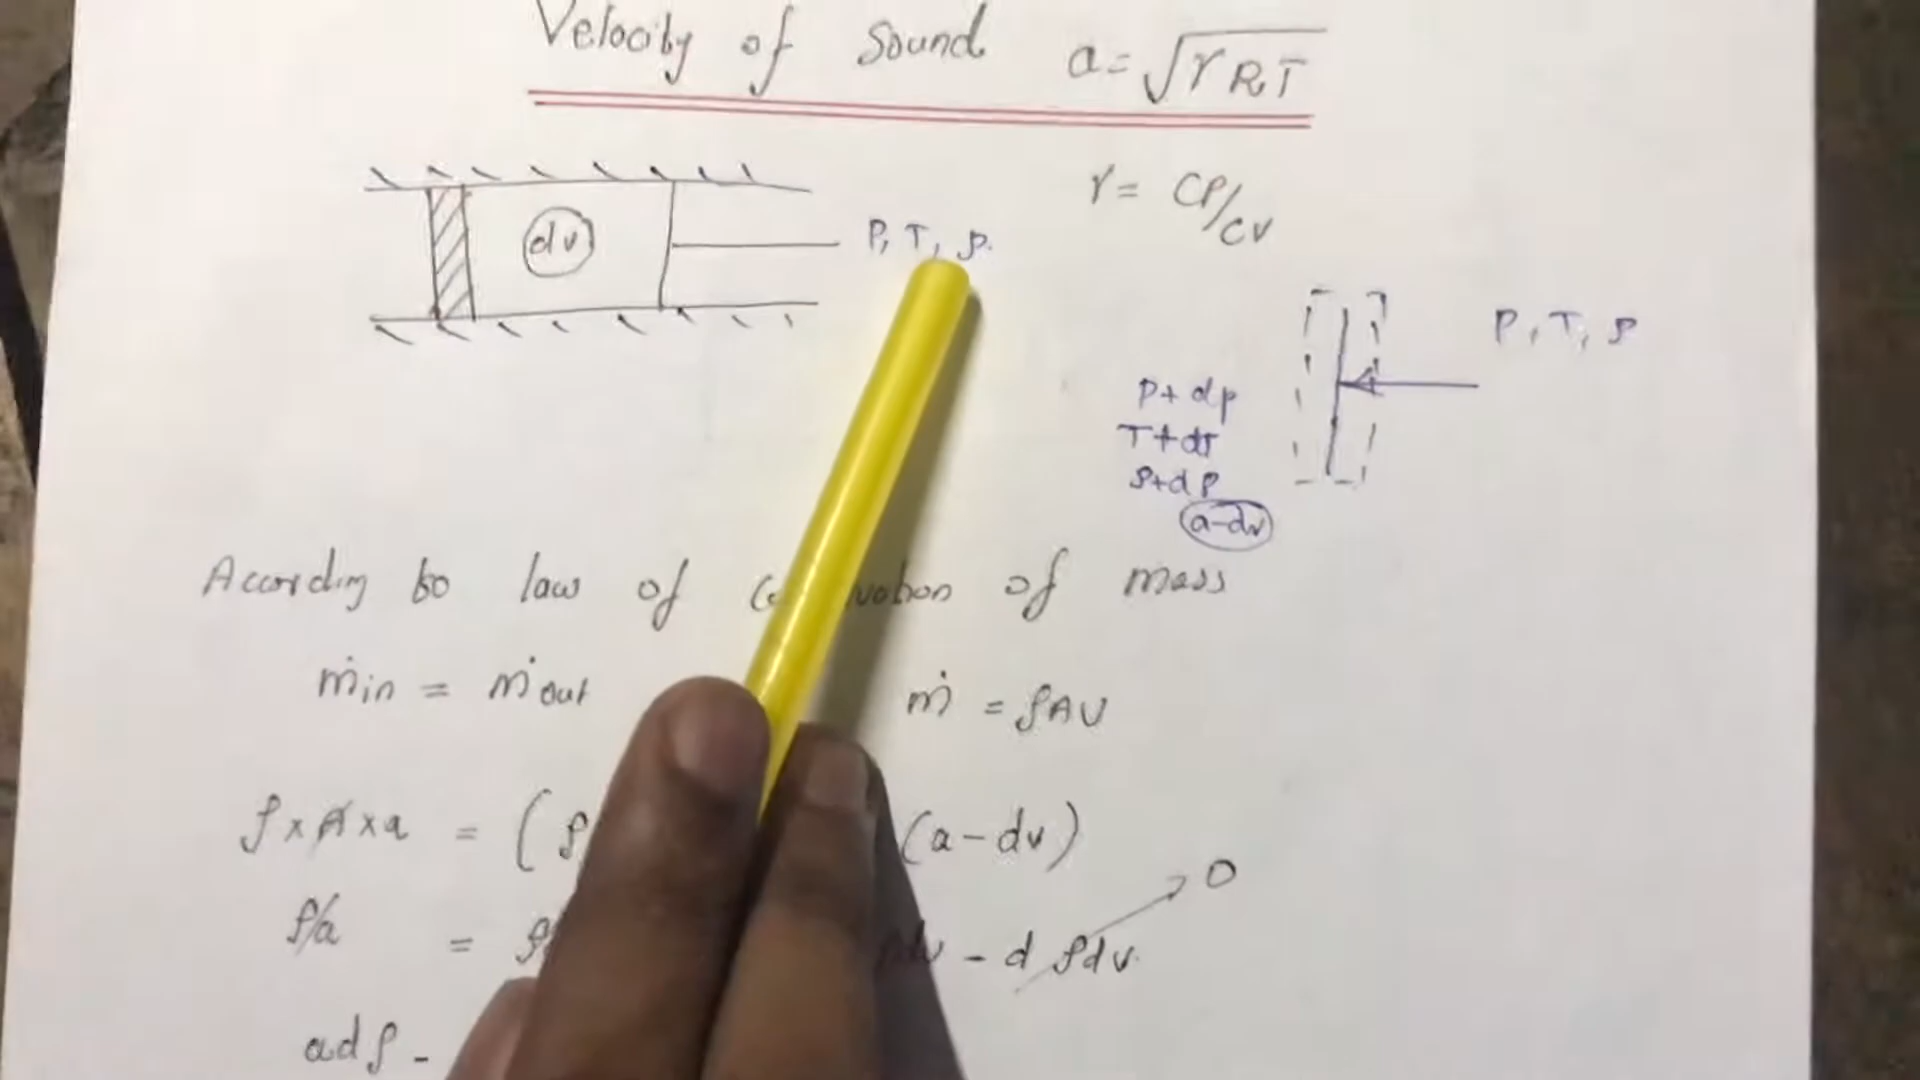 Velocity of Sound a = √γRT
dv
P, T, ρ.
γ = CP/CV
P, T, ρ
P + dp
T + dT
ρ + dρ
a - dv
According to law of of mass
ṁin = ṁout
ṁ = ρAV
ρ x A x a = (ρ (a - dv)
ρa = ρ - dρdv. 0
adρ -